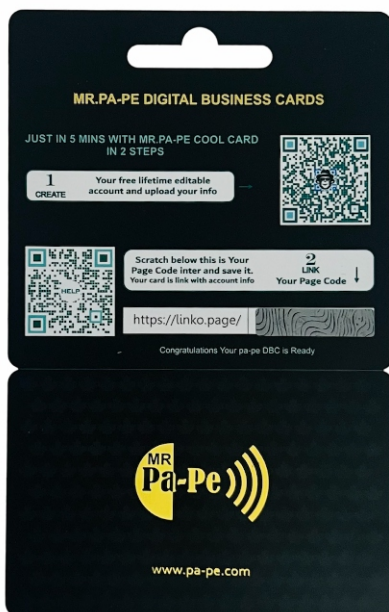 MR.PA-PE DIGITAL BUSINESS CARDS
JUST IN 5 MINS WITH MR.PA-PE COOL CARD
IN 2 STEPS
1
CREATE
Your free lifetime editable
account and upload your info
HELP
Scratch below this is Your
Page Code inter and save it.
Your card is link with account info
2
LINK
Your Page Code
https://linko.page/
Congratulations Your pa-pe DBC is Ready
MR
Pa-Pe
www.pa-pe.com